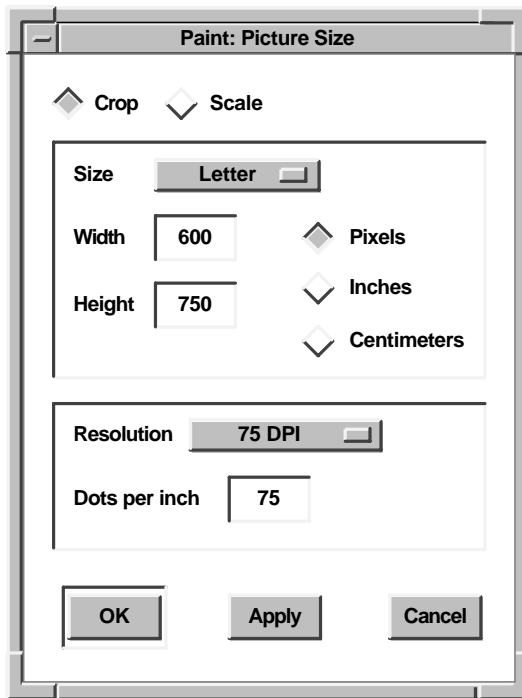 Paint: Picture Size
Crop Scale
Size Letter
Width 600 Pixels
Inches
Height 750
Centimeters
Resolution 75 DPI
Dots per inch 75
OK Apply Cancel